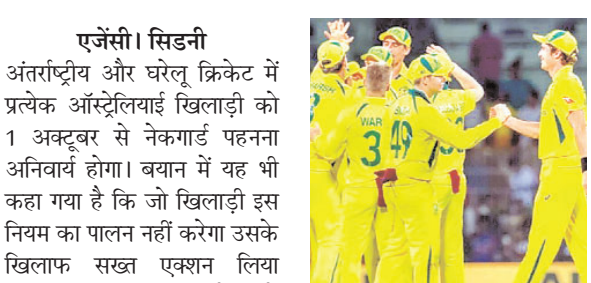 एजेंसी। सिडनी
अंतर्राष्ट्रीय और घरेलू क्रिकेट में
प्रत्येक ऑस्ट्रेलियाई खिलाड़ी को
1 अक्टूबर से नेकगार्ड पहनना
अनिवार्य होगा। बयान में यह भी
कहा गया है कि जो खिलाड़ी इस
नियम का पालन नहीं करेगा उसके
खिलाफ सख्त एक्शन लिया
WAR
3
49